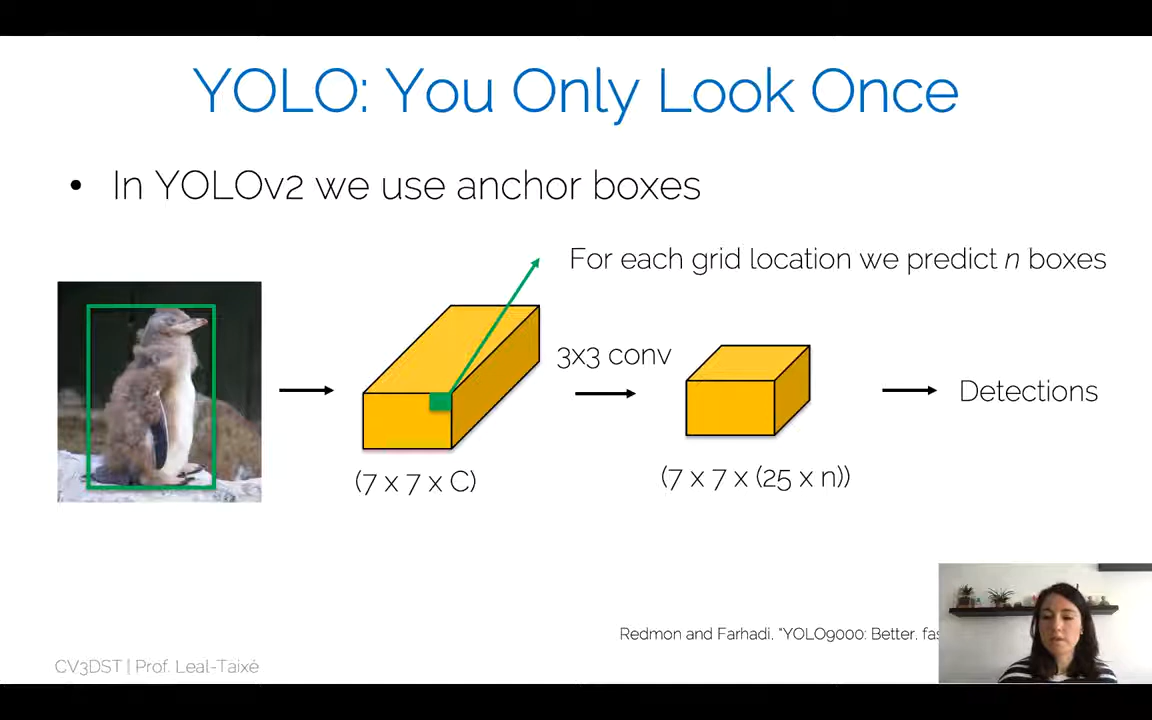 YOLO: You Only Look Once
• In YOLOv2 we use anchor boxes
For each grid location we predict n boxes
3x3 conv
Detections
(7 x 7 x C)
(7 x 7 x (25 x n))
Redmon and Farhadi. "YOLO9000: Better, fas
CV3DST | Prof. Leal-Taixé